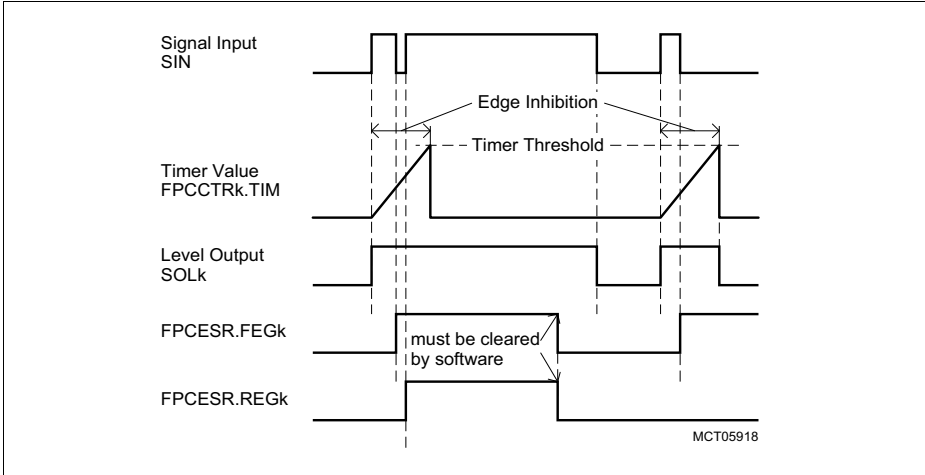 Signal Input
SIN
Edge Inhibition
Timer Threshold
Timer Value
FPCCTRk.TIM
Level Output
SOLk
FPCESR.FEGk
must be cleared
by software
FPCESR.REGk
MCT05918